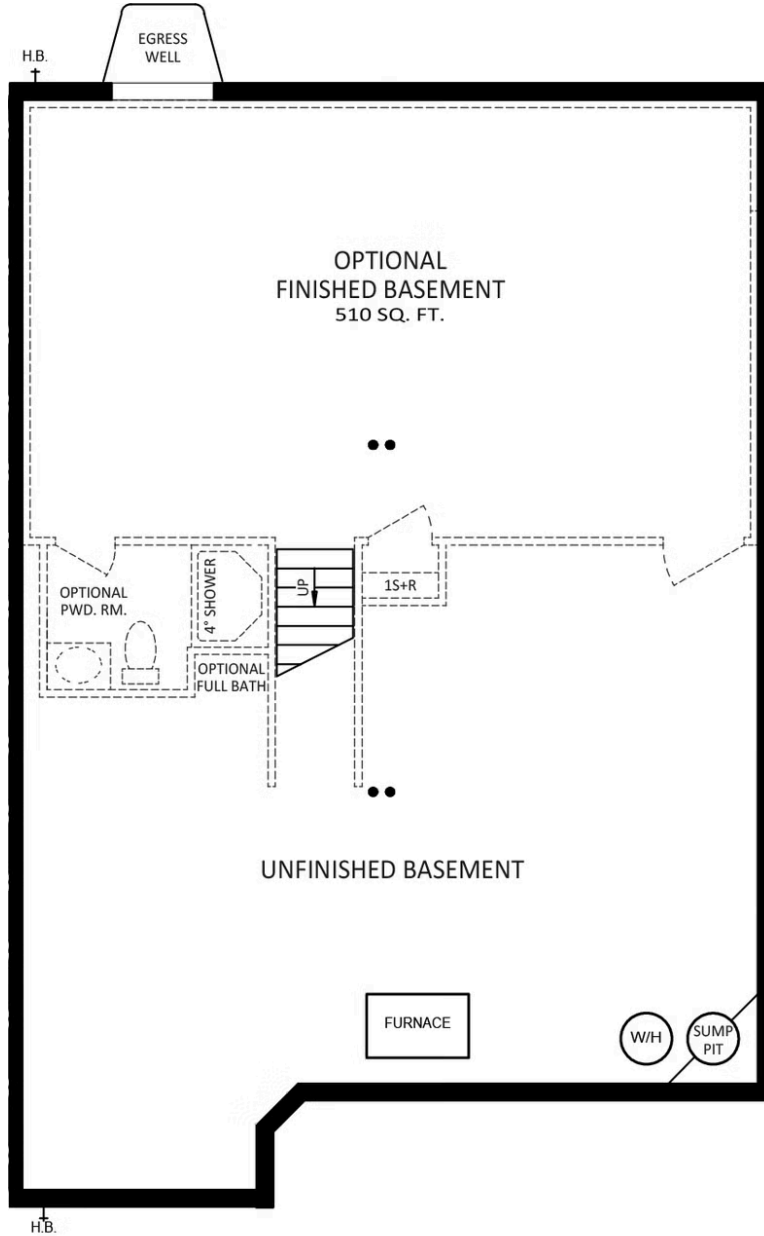 H.B.
EGRESS
WELL
OPTIONAL
FINISHED BASEMENT
510 SQ. FT.
OPTIONAL
PWD. RM.
4° SHOWER
UP
1S+R
OPTIONAL
FULL BATH
UNFINISHED BASEMENT
FURNACE
W/H
SUMP
PIT
H.B.